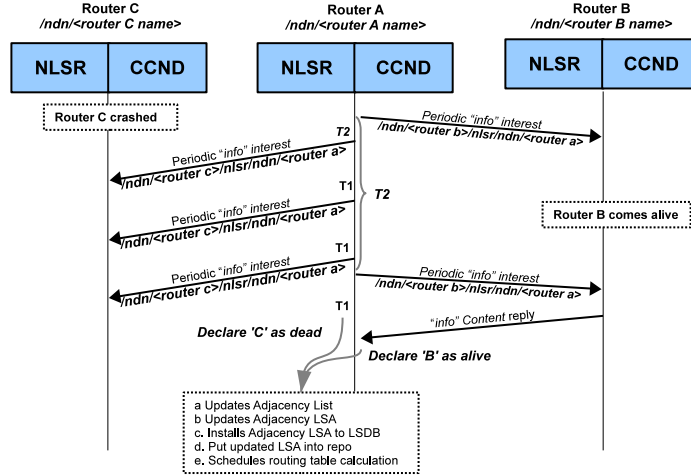 Router C
/ndn/<router C name>
Router A
/ndn/<router A name>
Router B
/ndn/<router B name>
NLSR
CCND
NLSR
CCND
NLSR
CCND
Router C crashed
Periodic “info” interest
/ndn/<router b>/nlsr/ndn/<router a>
T2
Periodic “info” interest
/ndn/<router c>/nlsr/ndn/<router a>
T1
T2
Periodic “info” interest
/ndn/<router c>/nlsr/ndn/<router a>
Router B comes alive
T1
Periodic “info” interest
/ndn/<router c>/nlsr/ndn/<router a>
Periodic “info” interest
/ndn/<router b>/nlsr/ndn/<router a>
T1
“info” Content reply
Declare 'C' as dead
Declare 'B' as alive
a Updates Adjacency List
b Updates Adjacency LSA
c. Installs Adjacency LSA to LSDB
d. Put updated LSA into repo
e. Schedules routing table calculation